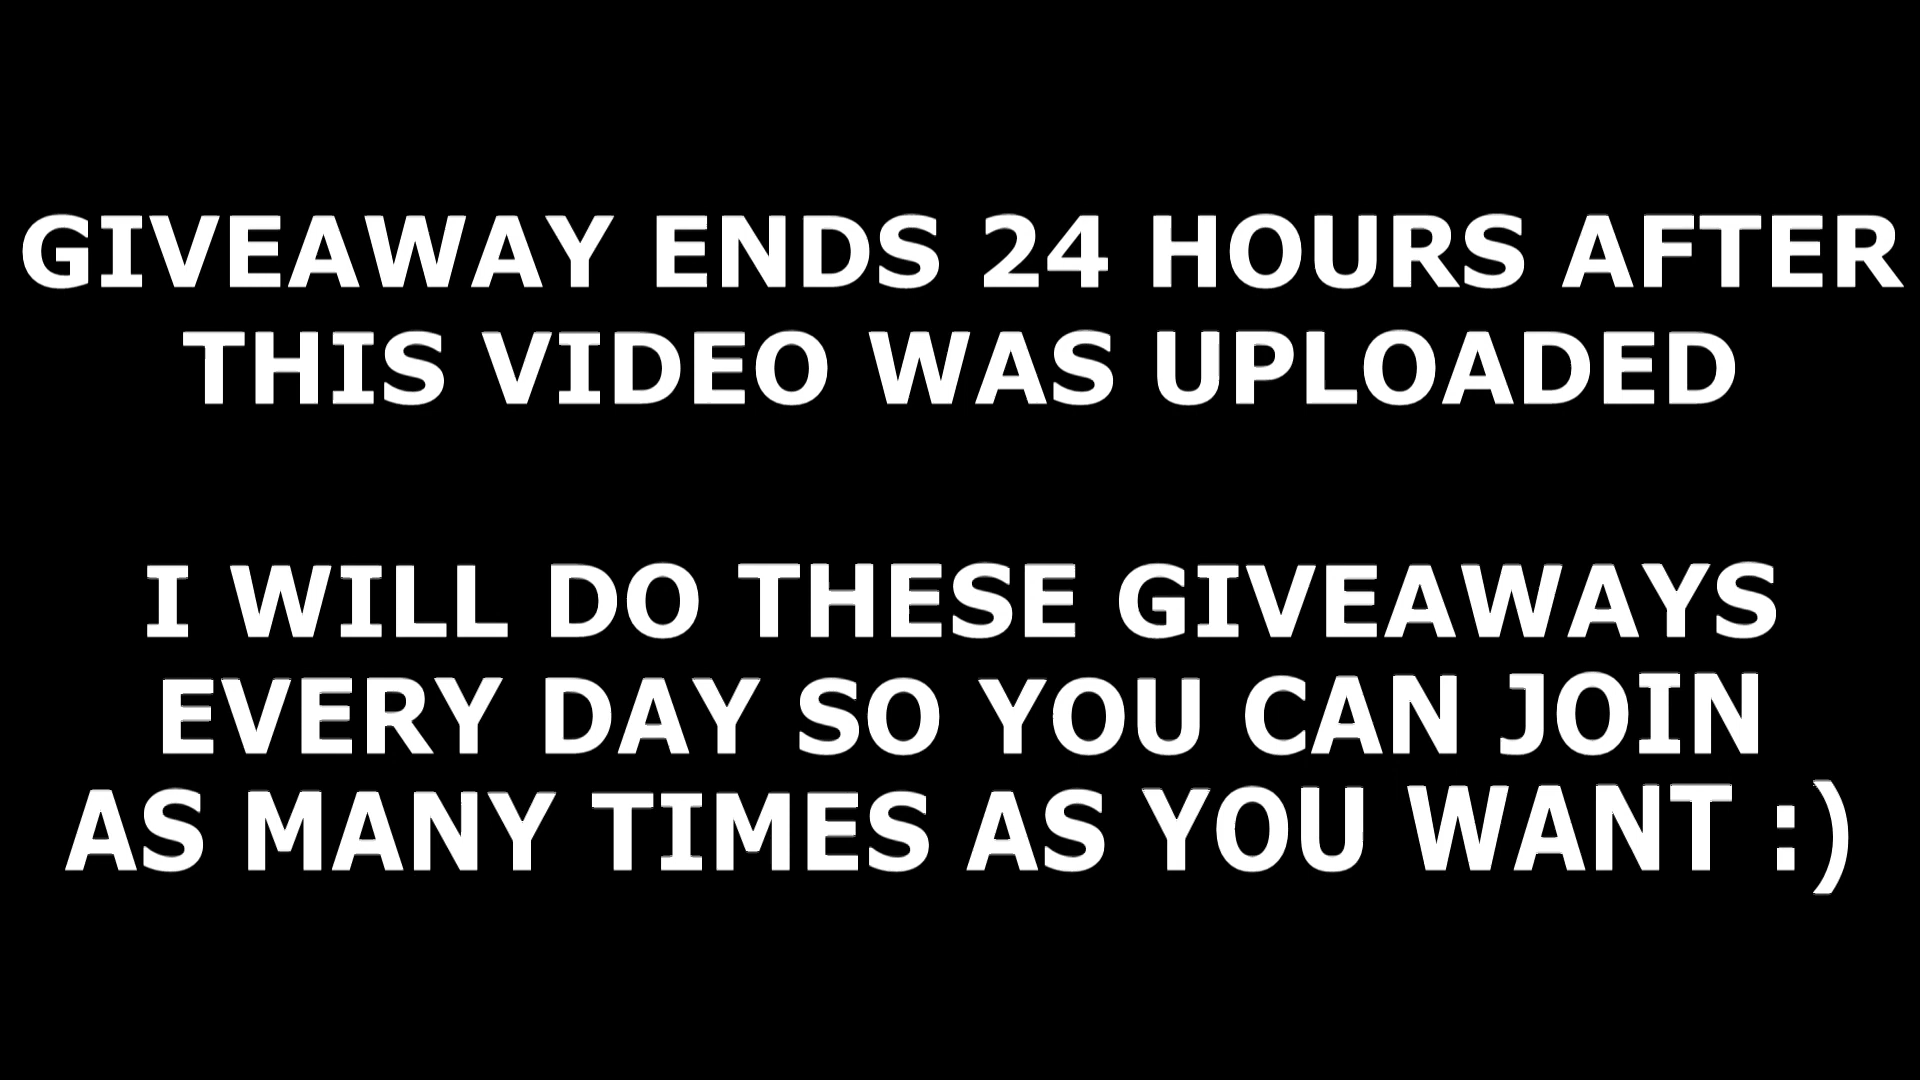 GIVEAWAY ENDS 24 HOURS AFTER
THIS VIDEO WAS UPLOADED
I WILL DO THESE GIVEAWAYS
EVERY DAY SO YOU CAN JOIN
AS MANY TIMES AS YOU WANT :)